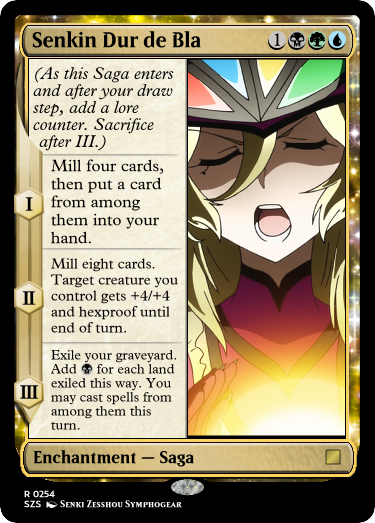 Senkin Dur de Bla 1
(As this Saga enters
and after your draw
step, add a lore
counter. Sacrifice
after III.)
I
Mill four cards,
then put a card
from among
them into your
hand.
II
Mill eight cards.
Target creature you
control gets +4/+4
and hexproof until
end of turn.
III
Exile your graveyard.
Add for each land
exiled this way. You
may cast spells from
among them this
turn.
Enchantment — Saga
R 0254
SZS Senki Zesshou Symphogear